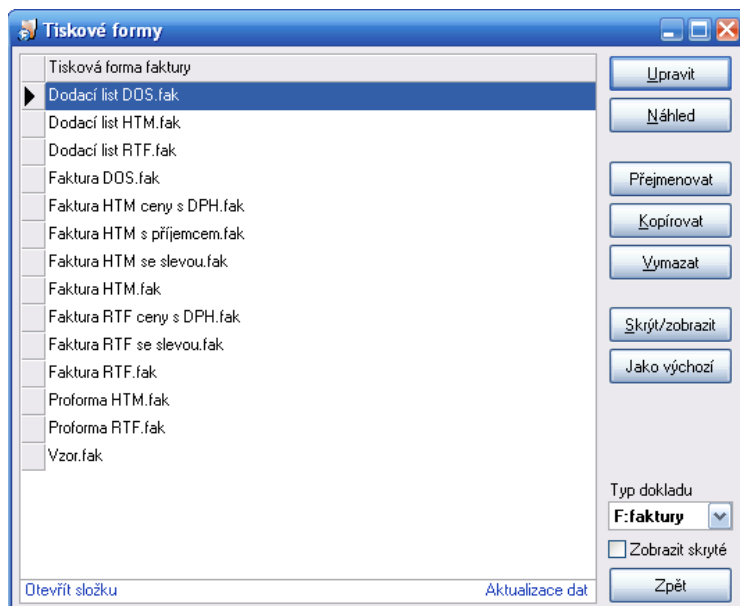 Tiskové formy
Tisková forma faktury
Dodací list DOS.fak
Dodací list HTM.fak
Dodací list RTF.fak
Faktura DOS.fak
Faktura HTM ceny s DPH.fak
Faktura HTM s příjemcem.fak
Faktura HTM se slevou.fak
Faktura HTM.fak
Faktura RTF ceny s DPH.fak
Faktura RTF se slevou.fak
Faktura RTF.fak
Proforma HTM.fak
Proforma RTF.fak
Vzor.fak
Otevřít složku
Aktualizace dat
Upravit
Náhled
Přejmenovat
Kopírovat
Vymazat
Skrýt/zobrazit
Jako výchozí
Typ dokladu
F:faktury
Zobrazit skryté
Zpět